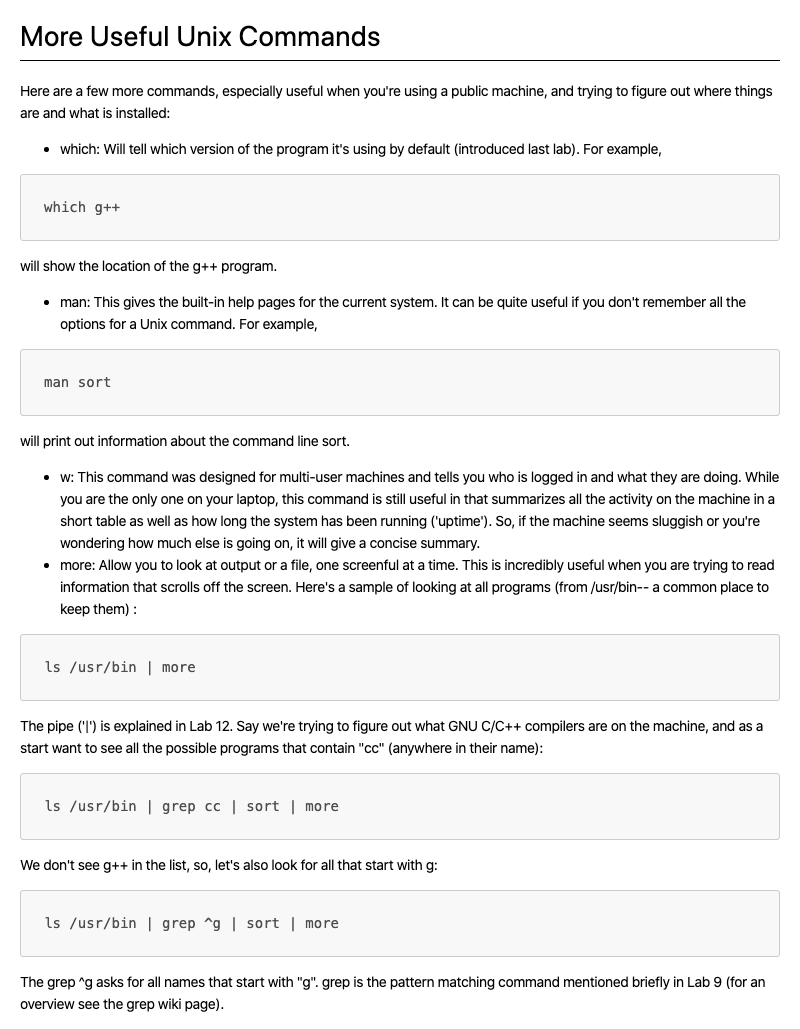 More Useful Unix Commands
Here are a few more commands, especially useful when you're using a public machine, and trying to figure out where things
are and what is installed:
• which: Will tell which version of the program it's using by default (introduced last lab). For example,
which g++
will show the location of the g++ program.
• man: This gives the built-in help pages for the current system. It can be quite useful if you don't remember all the
options for a Unix command. For example,
man sort
will print out information about the command line sort.
• w: This command was designed for multi-user machines and tells you who is logged in and what they are doing. While
you are the only one on your laptop, this command is still useful in that summarizes all the activity on the machine in a
short table as well as how long the system has been running ('uptime'). So, if the machine seems sluggish or you're
wondering how much else is going on, it will give a concise summary.
• more: Allow you to look at output or a file, one screenful at a time. This is incredibly useful when you are trying to read
information that scrolls off the screen. Here's a sample of looking at all programs (from /usr/bin-- a common place to
keep them) :
ls /usr/bin | more
The pipe ('|') is explained in Lab 12. Say we're trying to figure out what GNU C/C++ compilers are on the machine, and as a
start want to see all the possible programs that contain "cc" (anywhere in their name):
ls /usr/bin | grep cc | sort | more
We don't see g++ in the list, so, let's also look for all that start with g:
ls /usr/bin | grep ^g | sort | more
The grep ^g asks for all names that start with "g". grep is the pattern matching command mentioned briefly in Lab 9 (for an
overview see the grep wiki page).